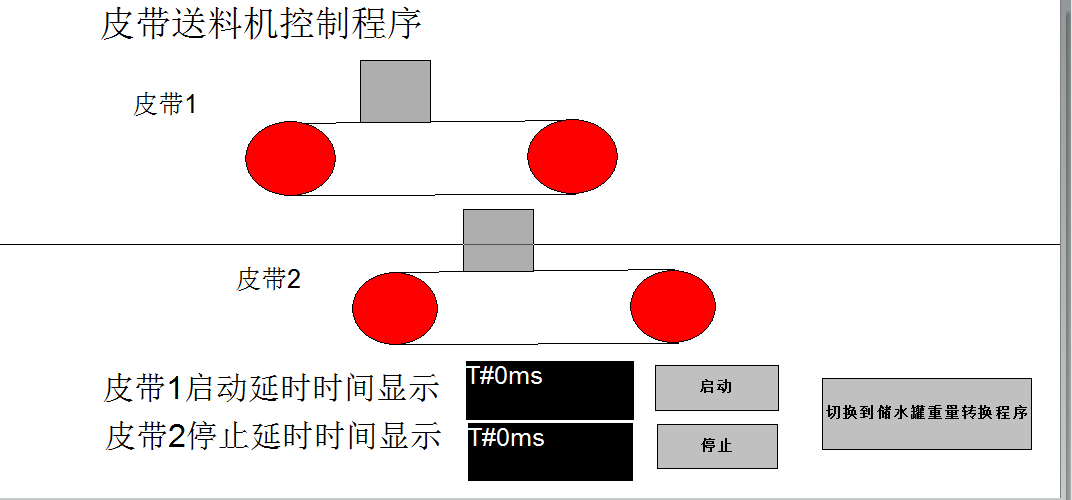 皮带送料机控制程序
皮带1
皮带2
皮带1启动延时时间显示
T#0ms
启动
切换到储水罐重量转换程序
皮带2停止延时时间显示
T#0ms
停止